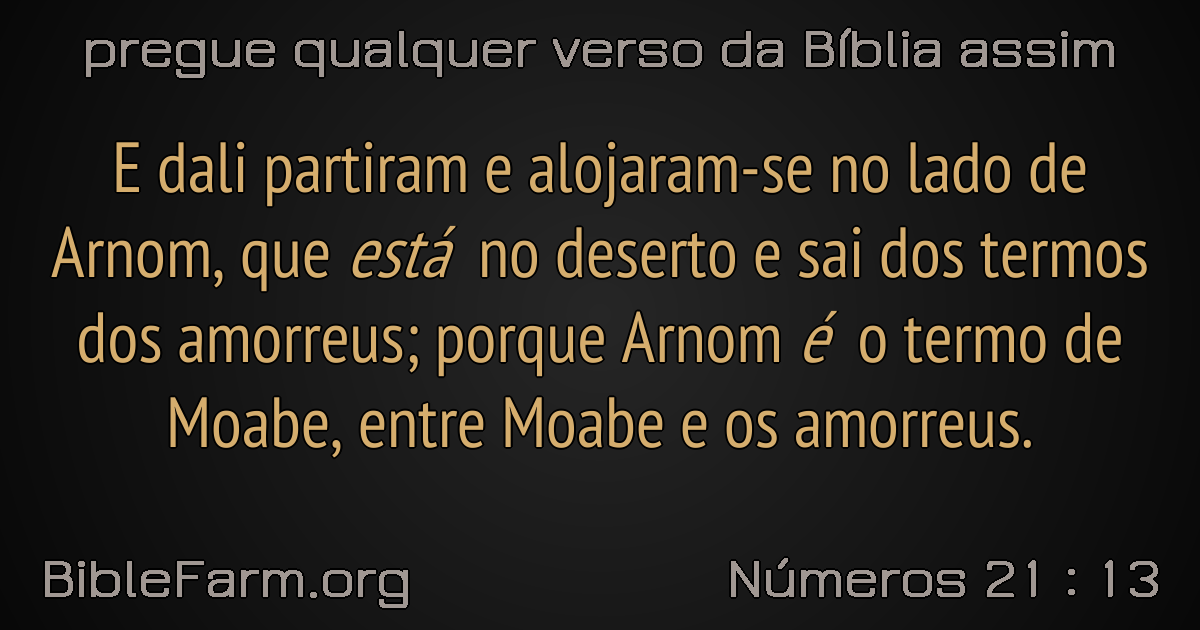 pregue qualquer verso da Bíblia assim
E dali partiram e alojaram-se no lado de
Arnom, que está no deserto e sai dos termos
dos amorreus; porque Arnom é o termo de
Moabe, entre Moabe e os amorreus.
BibleFarm.org
Números 21 : 13